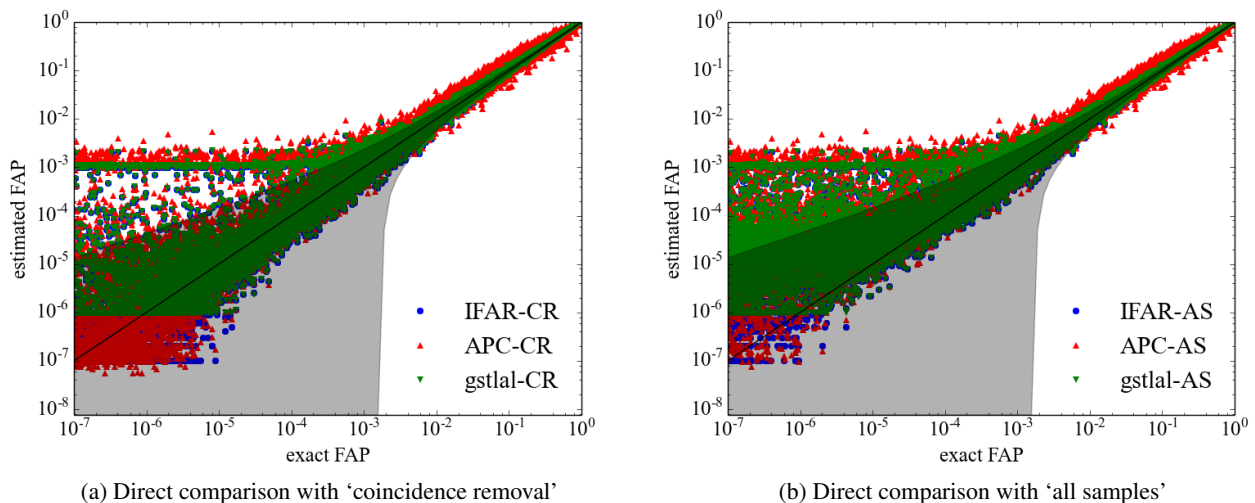 10^0
10^-1
10^-2
10^-3
10^-4
10^-5
10^-6
10^-7
10^-8
estimated FAP
IFAR-CR
APC-CR
gstlal-CR
10^-7 10^-6 10^-5 10^-4 10^-3 10^-2 10^-1 10^0
exact FAP
(a) Direct comparison with ‘coincidence removal’
10^0
10^-1
10^-2
10^-3
10^-4
10^-5
10^-6
10^-7
10^-8
estimated FAP
IFAR-AS
APC-AS
gstlal-AS
10^-7 10^-6 10^-5 10^-4 10^-3 10^-2 10^-1 10^0
exact FAP
(b) Direct comparison with ‘all samples’